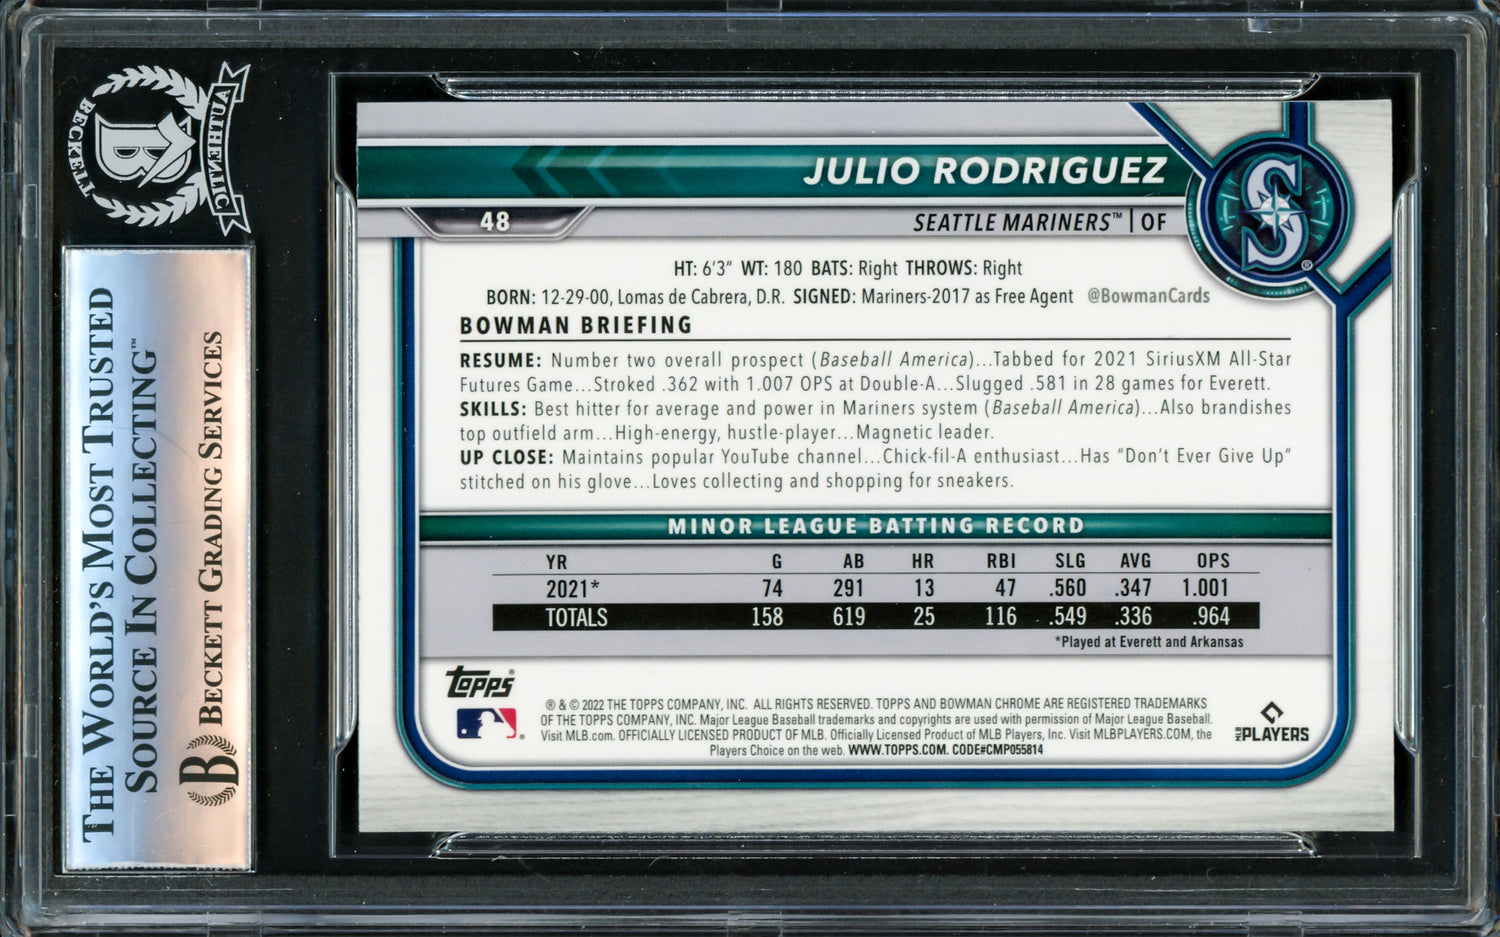 BECKETT
AUTHENTIC
B
THE WORLD'S MOST TRUSTED
SOURCE IN COLLECTING™
B BECKETT GRADING SERVICES
JULIO RODRIGUEZ
48
SEATTLE MARINERS™ | OF
S
®
HT: 6'3" WT: 180 BATS: Right THROWS: Right
BORN: 12-29-00, Lomas de Cabrera, D.R. SIGNED: Mariners-2017 as Free Agent @BowmanCards
BOWMAN BRIEFING
RESUME: Number two overall prospect (Baseball America)...Tabbed for 2021 SiriusXM All-Star
Futures Game...Stroked .362 with 1.007 OPS at Double-A...Slugged .581 in 28 games for Everett.
SKILLS: Best hitter for average and power in Mariners system (Baseball America)...Also brandishes
top outfield arm...High-energy, hustle-player...Magnetic leader.
UP CLOSE: Maintains popular YouTube channel...Chick-fil-A enthusiast...Has "Don't Ever Give Up"
stitched on his glove...Loves collecting and shopping for sneakers.
MINOR LEAGUE BATTING RECORD
YR G AB HR RBI SLG AVG OPS
2021* 74 291 13 47 .560 .347 1.001
TOTALS 158 619 25 116 .549 .336 .964
*Played at Everett and Arkansas
Topps®
® & © 2022 THE TOPPS COMPANY, INC. ALL RIGHTS RESERVED. TOPPS AND BOWMAN CHROME ARE REGISTERED TRADEMARKS
OF THE TOPPS COMPANY, INC. Major League Baseball trademarks and copyrights are used with permission of Major League Baseball.
Visit MLB.com. OFFICIALLY LICENSED PRODUCT OF MLB. Officially Licensed Product of MLB Players, Inc. Visit MLBPLAYERS.COM, the
Players Choice on the web. WWW.TOPPS.COM. CODE#CMP055814
MLB PLAYERS